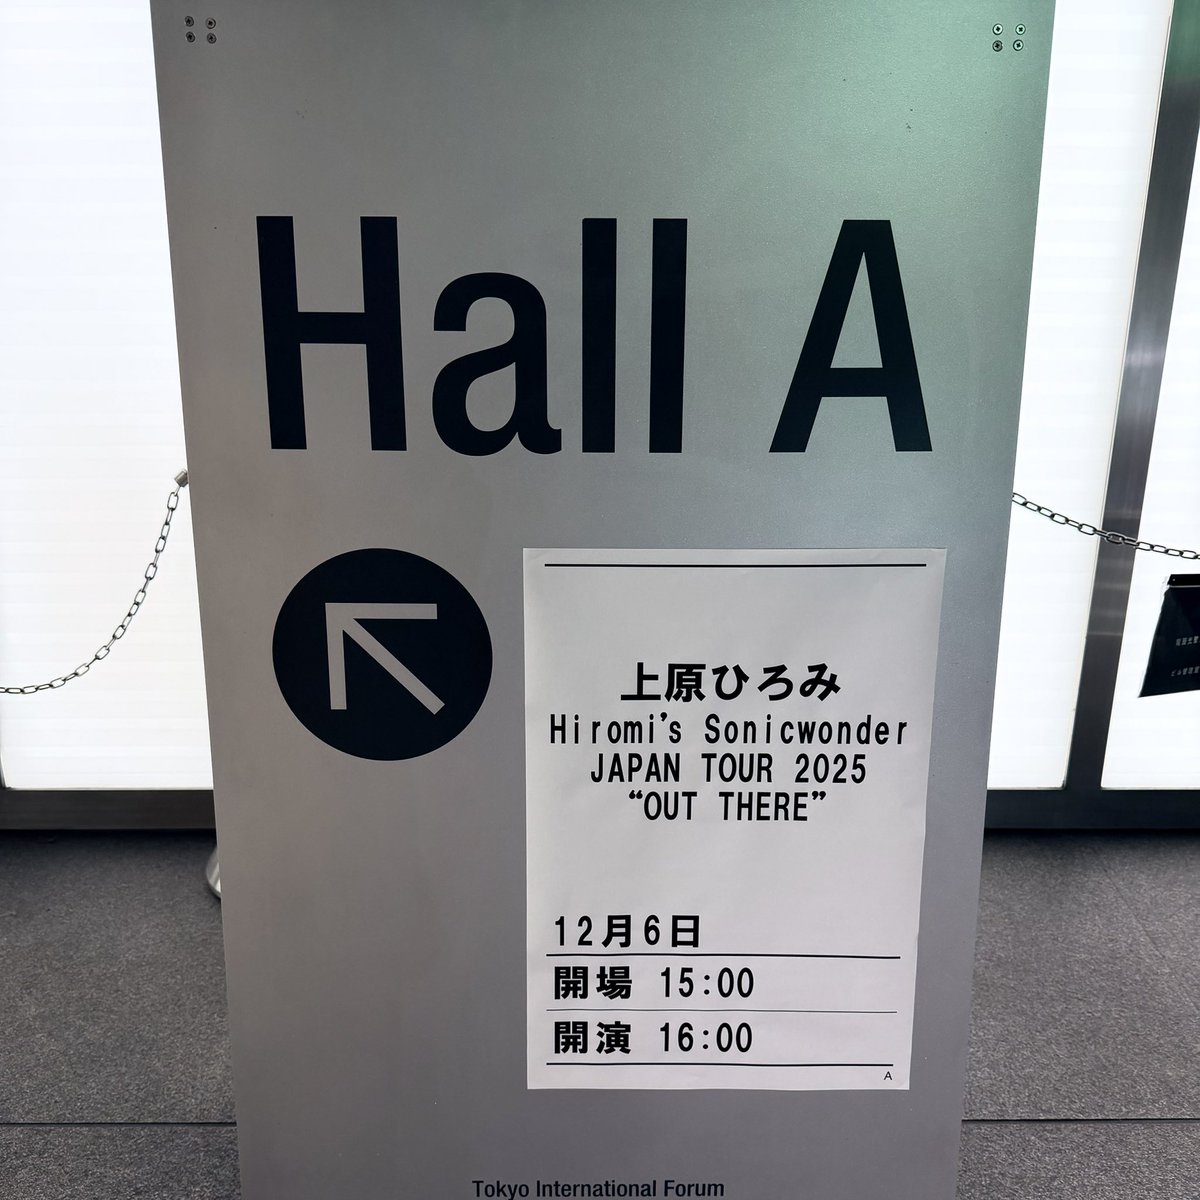 Hall A
上原ひろみ
Hiromi's Sonicwonder
JAPAN TOUR 2025
“OUT THERE”
12月6日
開場 15:00
開演 16:00
A
Tokyo International Forum